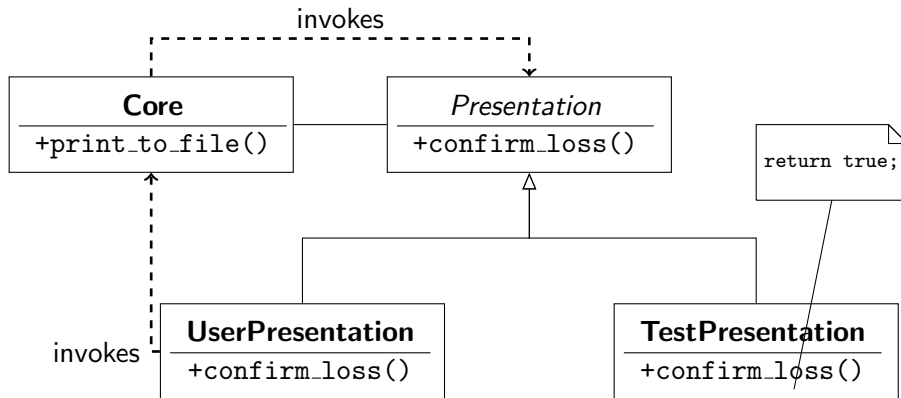 invokes
Core
+print_to_file()
Presentation
+confirm_loss()
return true;
invokes
UserPresentation
+confirm_loss()
TestPresentation
+confirm_loss()